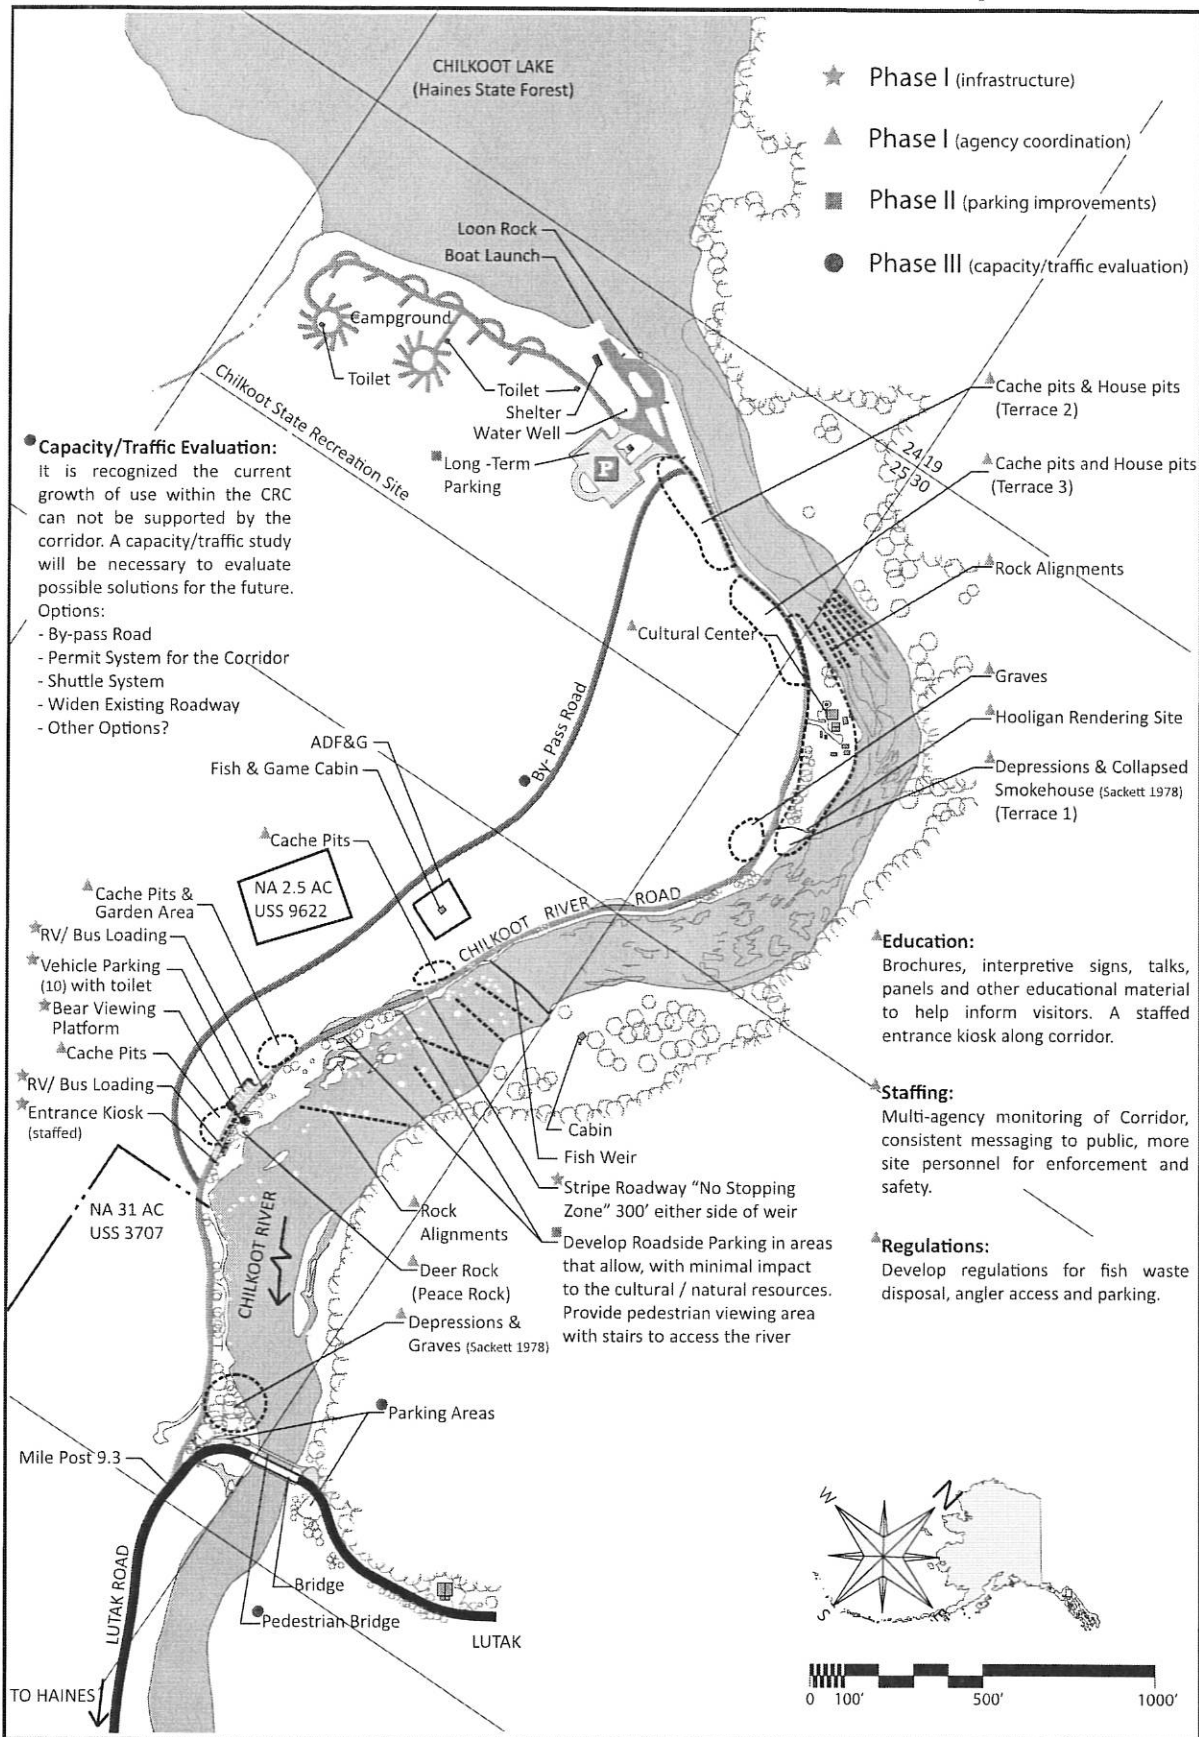 CHILKOOT LAKE
(Haines State Forest)
Phase I (infrastructure)
Phase I (agency coordination)
Phase II (parking improvements)
Phase III (capacity/traffic evaluation)
Loon Rock
Boat Launch
Campground
Toilet
Toilet
Shelter
Water Well
Chilkoot State Recreation Site
Long -Term
Parking
P
Cache pits & House pits
(Terrace 2)
24 19
25 30
Cache pits and House pits
(Terrace 3)
Rock Alignments
Cultural Center
Graves
Hooligan Rendering Site
Depressions & Collapsed
Smokehouse (Sackett 1978)
(Terrace 1)
Capacity/Traffic Evaluation:
It is recognized the current
growth of use within the CRC
can not be supported by the
corridor. A capacity/traffic study
will be necessary to evaluate
possible solutions for the future.
Options:
- By-pass Road
- Permit System for the Corridor
- Shuttle System
- Widen Existing Roadway
- Other Options?
ADF&G
Fish & Game Cabin
By- Pass Road
Cache Pits
NA 2.5 AC
USS 9622
Cache Pits &
Garden Area
RV/ Bus Loading
Vehicle Parking
(10) with toilet
Bear Viewing
Platform
Cache Pits
RV/ Bus Loading
Entrance Kiosk
(staffed)
CHILKOOT RIVER ROAD
NA 31 AC
USS 3707
CHILKOOT RIVER
Cabin
Fish Weir
Stripe Roadway “No Stopping
Zone” 300’ either side of weir
Develop Roadside Parking in areas
that allow, with minimal impact
to the cultural / natural resources.
Provide pedestrian viewing area
with stairs to access the river
Rock
Alignments
Deer Rock
(Peace Rock)
Depressions &
Graves (Sackett 1978)
Parking Areas
Education:
Brochures, interpretive signs, talks,
panels and other educational material
to help inform visitors. A staffed
entrance kiosk along corridor.
Staffing:
Multi-agency monitoring of Corridor,
consistent messaging to public, more
site personnel for enforcement and
safety.
Regulations:
Develop regulations for fish waste
disposal, angler access and parking.
Mile Post 9.3
LUTAK ROAD
Bridge
Pedestrian Bridge
LUTAK
TO HAINES
W
N
S
E
0 100' 500' 1000'